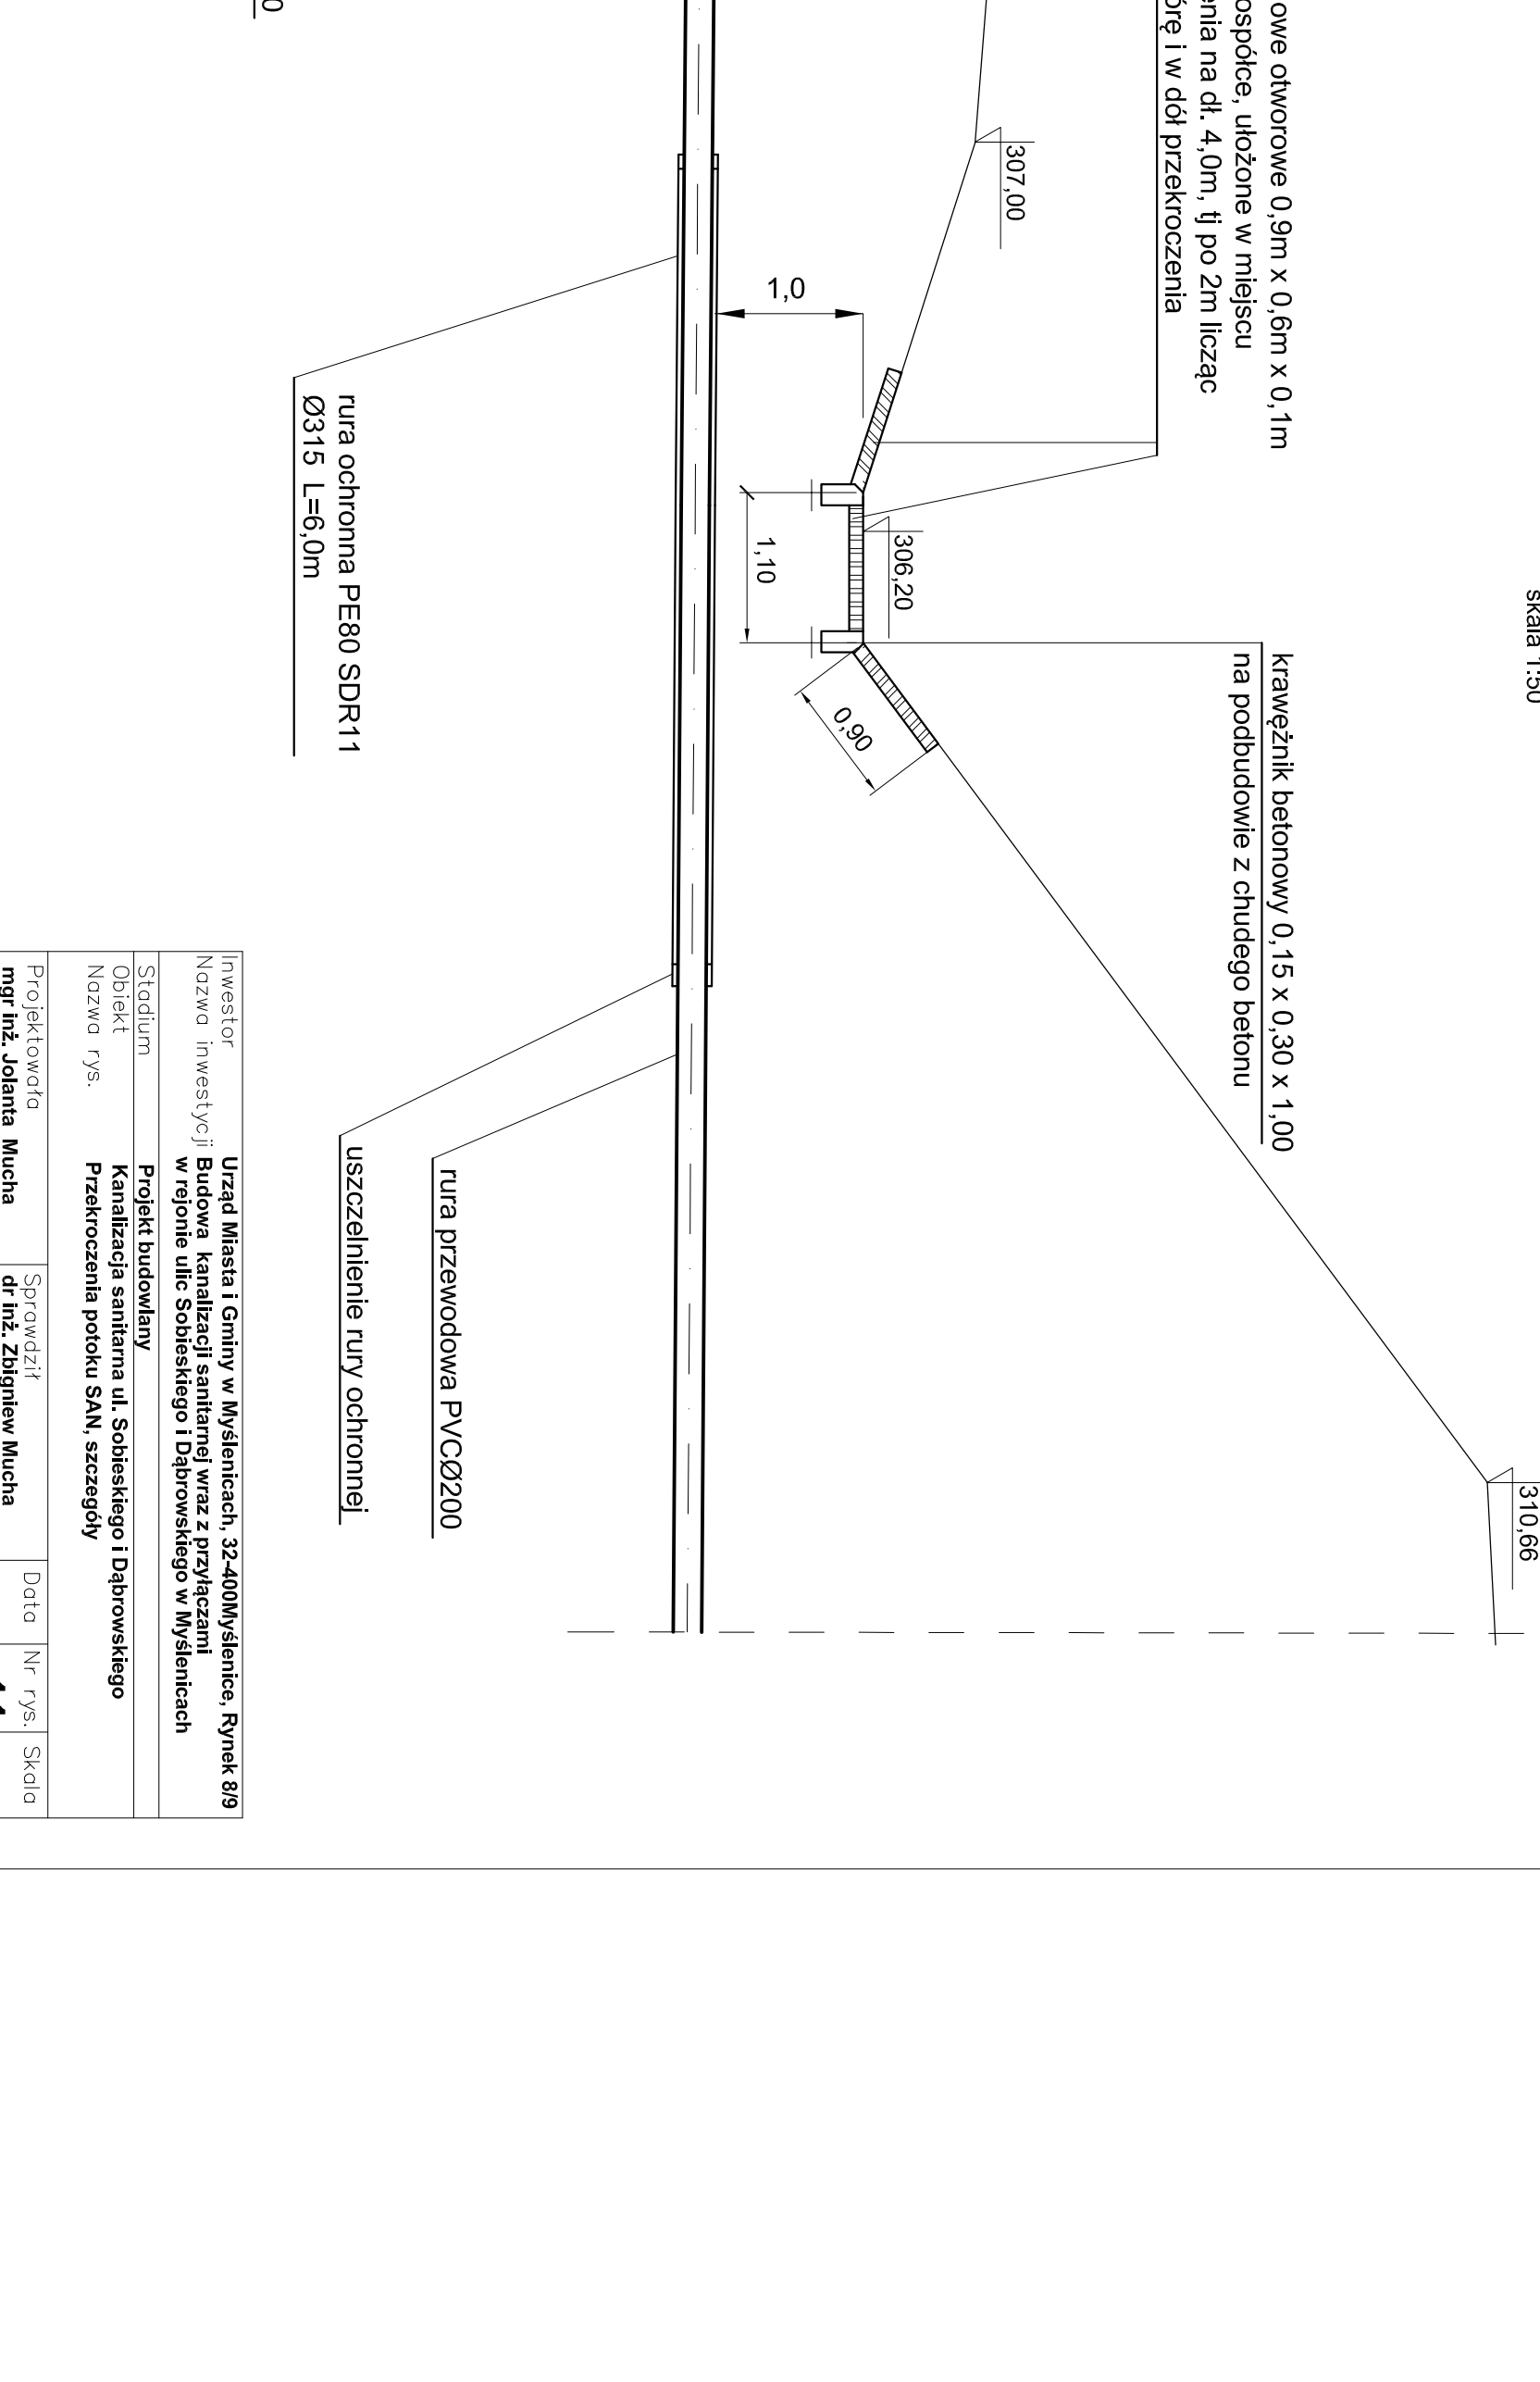 skala 1:50
owe otworowe 0,9m x 0,6m x 0,1m
ospółce, ułożone w miejscu
enia na dł. 4,0m, tj po 2m licząc
órę i w dół przekroczenia
krawężnik betonowy 0,15 x 0,30 x 1,00
na podbudowie z chudego betonu
310,66
307,00
306,20
1,0
1,10
0,90
rura przewodowa PVCØ200
uszczelnienie rury ochronnej
rura ochronna PE80 SDR11
Ø315 L=6,0m
0
Inwestor Urząd Miasta i Gminy w Myślenicach, 32-400Myślenice, Rynek 8/9
Nazwa inwestycji Budowa kanalizacji sanitarnej wraz z przyłączami
w rejonie ulic Sobieskiego i Dąbrowskiego w Myślenicach
Stadium Projekt budowlany
Obiekt Kanalizacja sanitarna ul. Sobieskiego i Dąbrowskiego
Nazwa rys. Przekroczenia potoku SAN, szczegóły
Projektowała Sprawdził Data Nr rys. Skala
mgr inż. Jolanta Mucha dr inż. Zbigniew Mucha